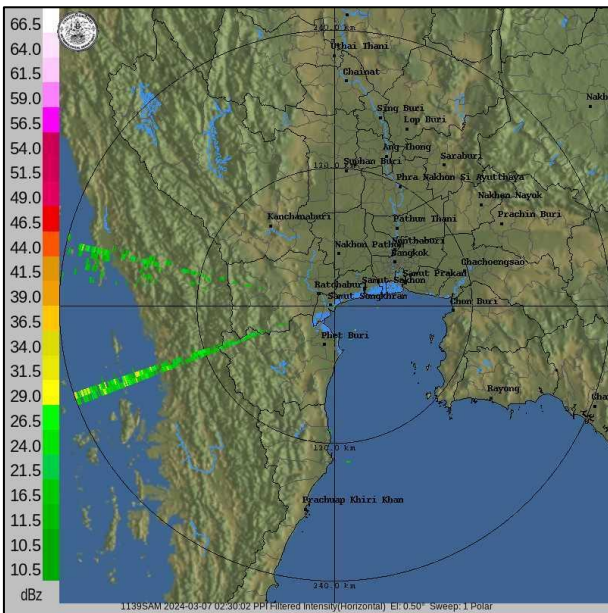 66.5
64.0
61.5
59.0
56.5
54.0
51.5
49.0
46.5
44.0
41.5
39.0
36.5
34.0
31.5
29.0
26.5
24.0
21.5
16.5
11.5
10.5
dBz
240.0 km
Uthai Thani
Chainat
Sing Buri
Lop Buri
Nakh
Ang Thong
Saraburi
120.0 km
Suphan Buri
Phra Nakhon Si Ayutthaya
Nakhon Nayok
Kanchanaburi
Pathum Thani
Prachin Buri
Nonthaburi
Nakhon Pathom
Bangkok
Chachoengsao
Samut Prakan
Samut Sakhon
Ratchaburi
Samut Songkhram
Chon Buri
Phet Buri
Rayong
Cha
120.0 km
Prachuap Khiri Khan
240.0 km
1139SAM 2024-03-07 02:30:02 PPI Filtered Intensity(Horizontal) El: 0.50° Sweep: 1 Polar